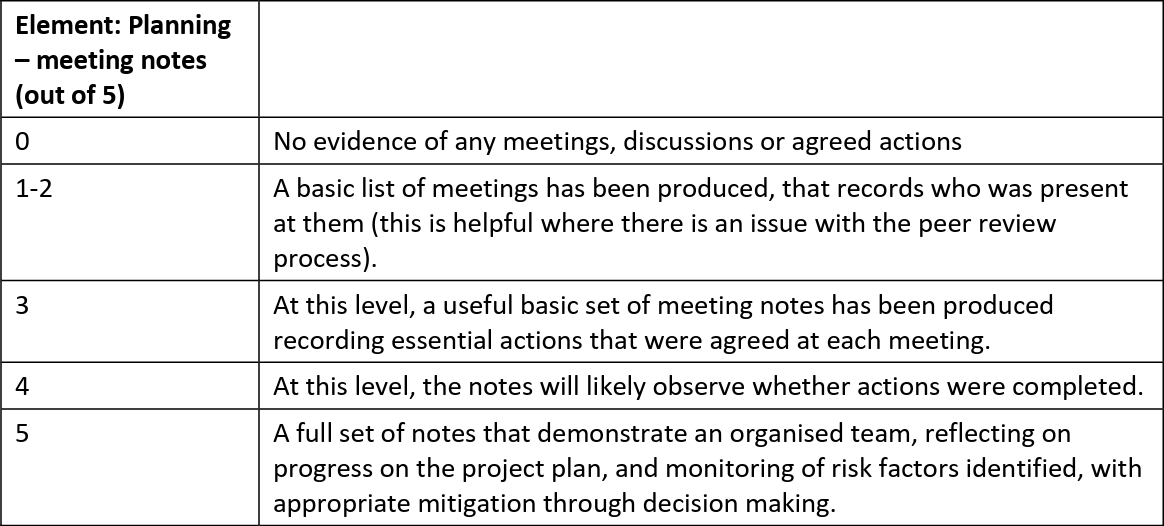 Element: Planning
– meeting notes
(out of 5)
0
No evidence of any meetings, discussions or agreed actions
1-2
A basic list of meetings has been produced, that records who was present
at them (this is helpful where there is an issue with the peer review
process).
3
At this level, a useful basic set of meeting notes has been produced
recording essential actions that were agreed at each meeting.
4
At this level, the notes will likely observe whether actions were completed.
5
A full set of notes that demonstrate an organised team, reflecting on
progress on the project plan, and monitoring of risk factors identified, with
appropriate mitigation through decision making.